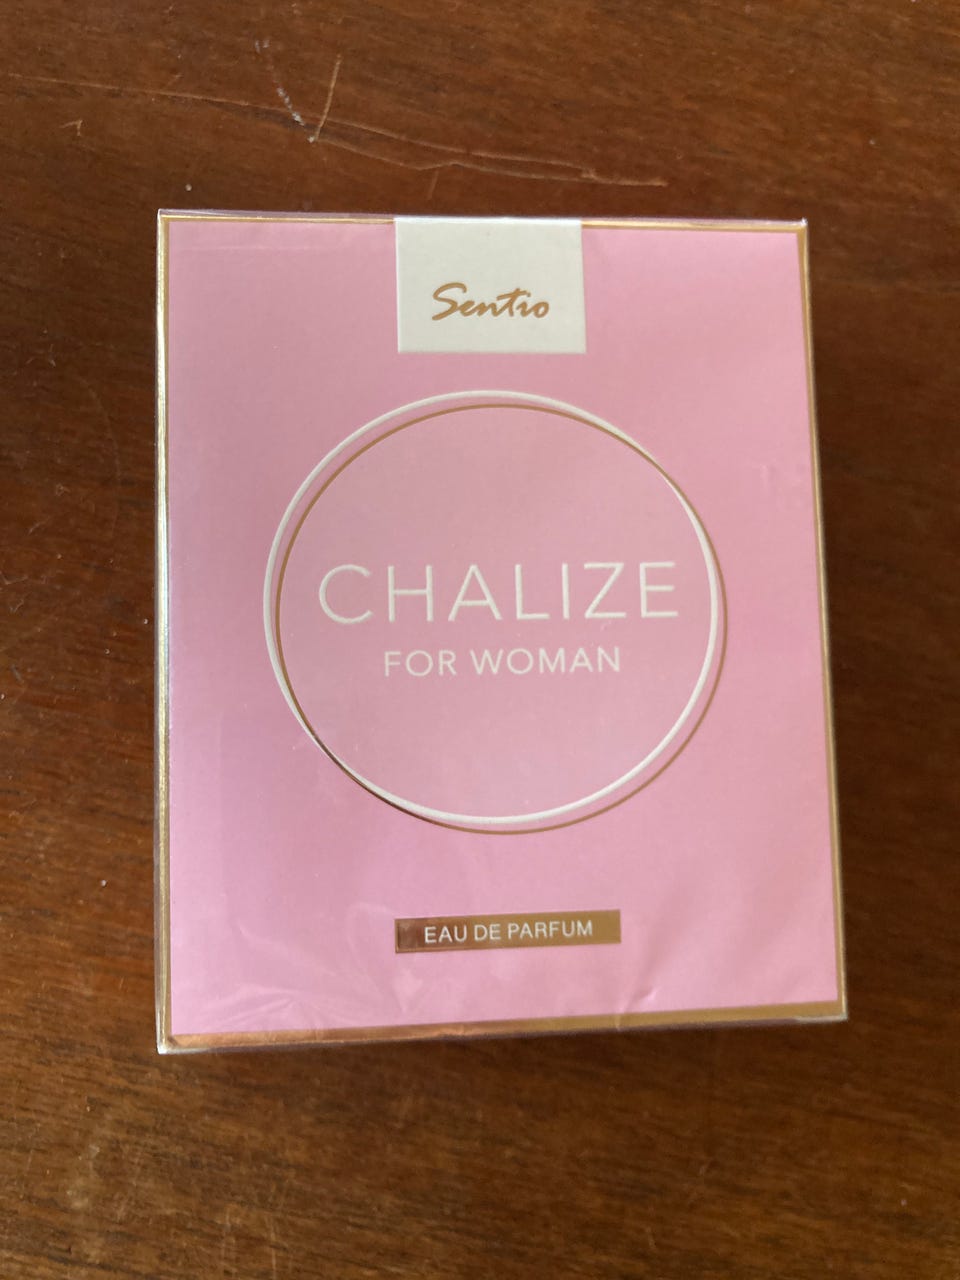 Sentio
CHALIZE
FOR WOMAN
EAU DE PARFUM